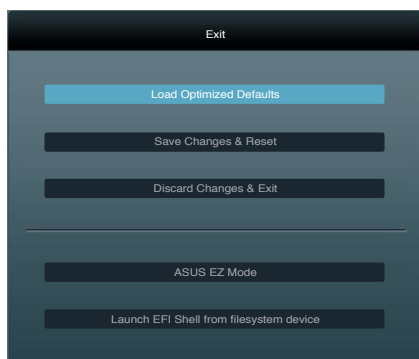 Exit
Load Optimized Defaults
Save Changes & Reset
Discard Changes & Exit
ASUS EZ Mode
Launch EFI Shell from filesystem device